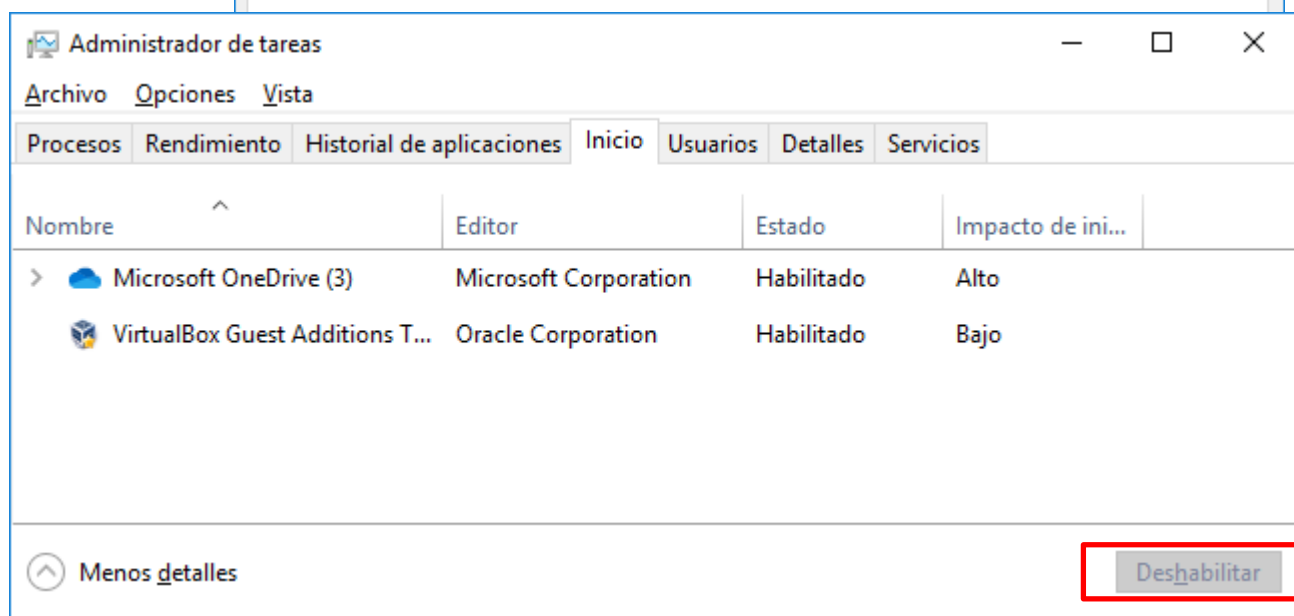 Administrador de tareas
Archivo Opciones Vista
Procesos Rendimiento Historial de aplicaciones Inicio Usuarios Detalles Servicios
Nombre Editor Estado Impacto de ini...
Microsoft OneDrive (3) Microsoft Corporation Habilitado Alto
VirtualBox Guest Additions T... Oracle Corporation Habilitado Bajo
Menos detalles Deshabilitar